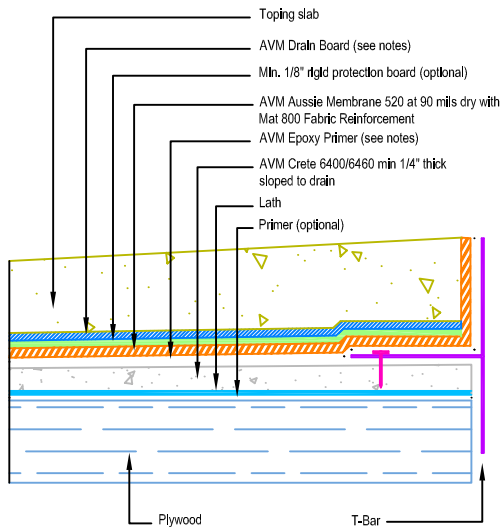 Toping slab
AVM Drain Board (see notes)
Min. 1/8" rigid protection board (optional)
AVM Aussie Membrane 520 at 90 mils dry with
Mat 800 Fabric Reinforcement
AVM Epoxy Primer (see notes)
AVM Crete 6400/6460 min 1/4" thick
sloped to drain
Lath
Primer (optional)
Plywood
T-Bar